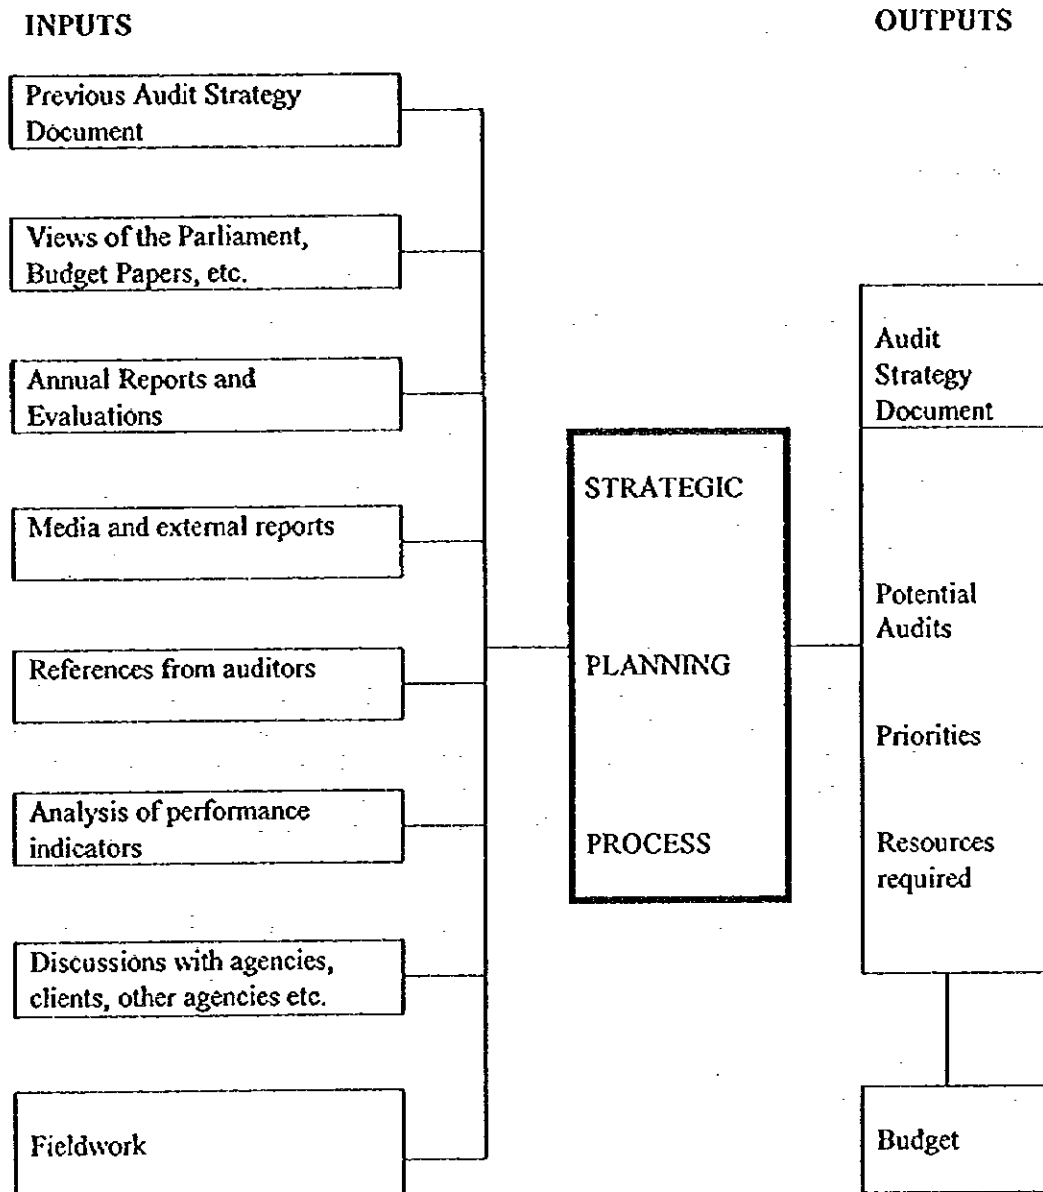 INPUTS
Previous Audit Strategy
Document
Views of the Parliament,
Budget Papers, etc.
Annual Reports and
Evaluations
Media and external reports
References from auditors
Analysis of performance
indicators
Discussions with agencies,
clients, other agencies etc.
Fieldwork
STRATEGIC
PLANNING
PROCESS
OUTPUTS
Audit
Strategy
Document
Potential
Audits
Priorities
Resources
required
Budget